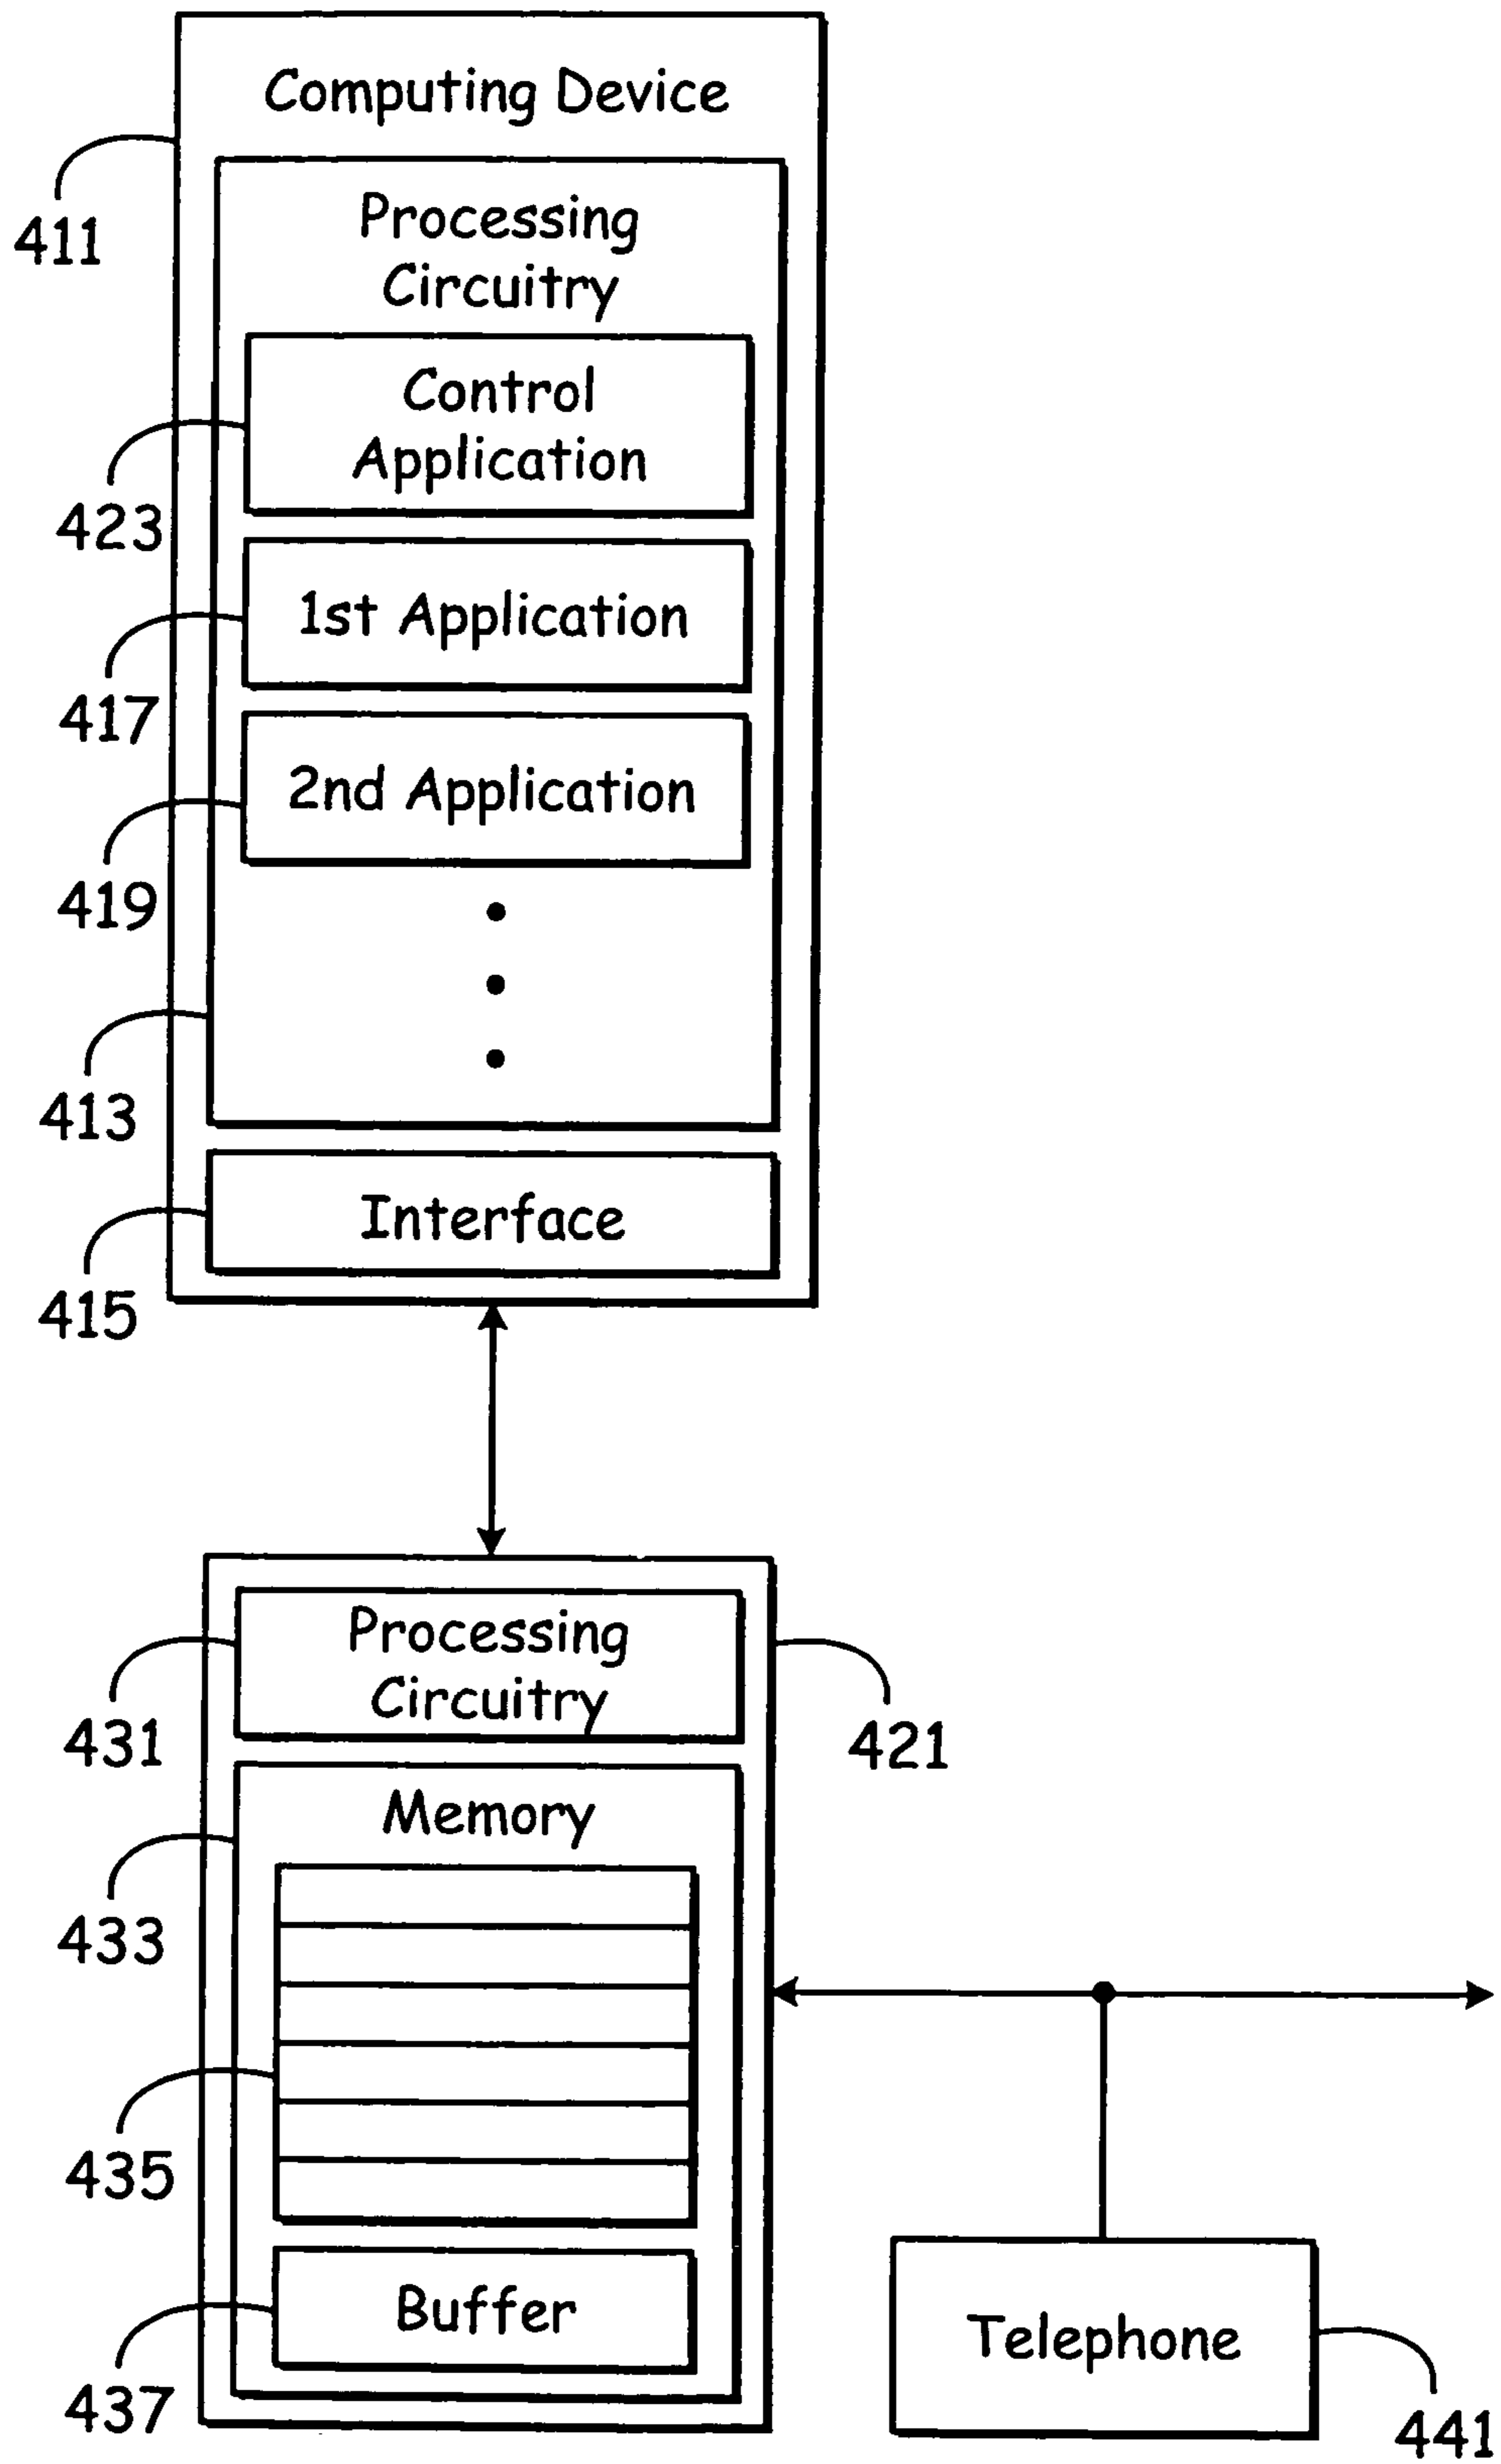 Computing Device
411
Processing
Circuitry
Control
Application
423
1st Application
417
2nd Application
419
413
Interface
415
Processing
Circuitry
431
421
Memory
433
435
Buffer
437
Telephone
441